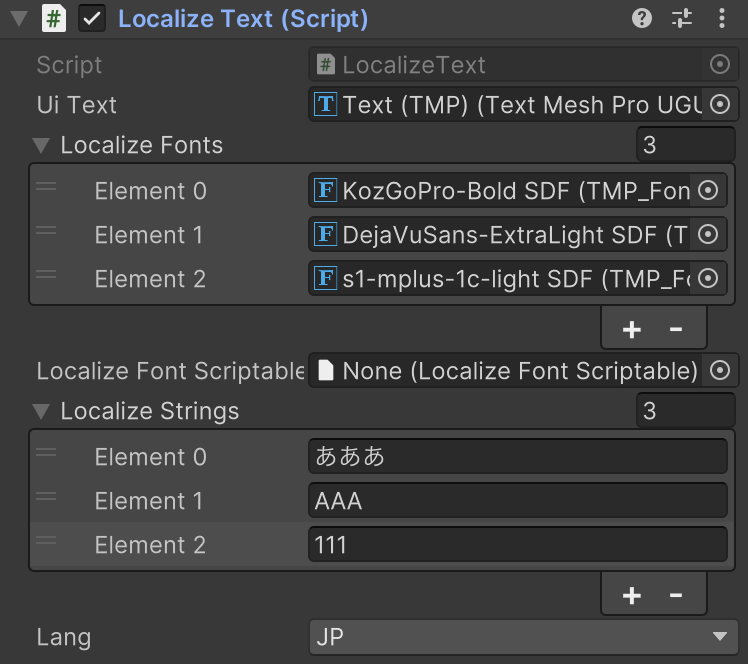 Localize Text (Script)
Script LocalizeText
Ui Text Text (TMP) (Text Mesh Pro UGU
Localize Fonts 3
Element 0 KozGoPro-Bold SDF (TMP_Fon
Element 1 DejaVuSans-ExtraLight SDF (T
Element 2 s1-mplus-1c-light SDF (TMP_Fo
+ -
Localize Font Scriptable None (Localize Font Scriptable)
Localize Strings 3
Element 0 あああ
Element 1 AAA
Element 2 111
+ -
Lang JP